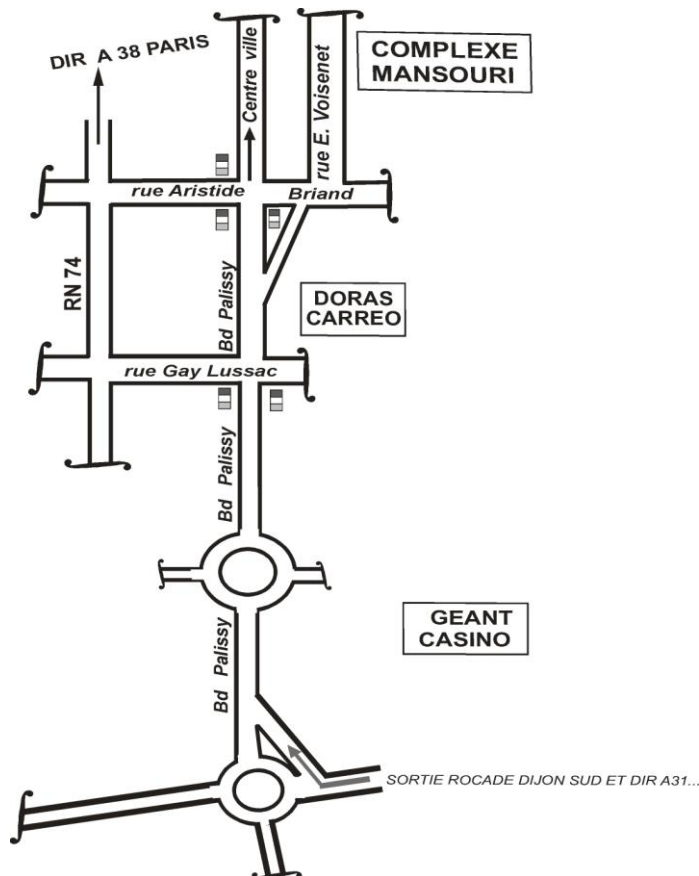 DIR A 38 PARIS
Centre ville
rue E. Voisenet
COMPLEXE
MANSOURI
rue Aristide Briand
RN 74
Bd Palissy
DORAS
CARREO
rue Gay Lussac
Bd Palissy
Bd Palissy
GEANT
CASINO
SORTIE ROCADE DIJON SUD ET DIR A31...